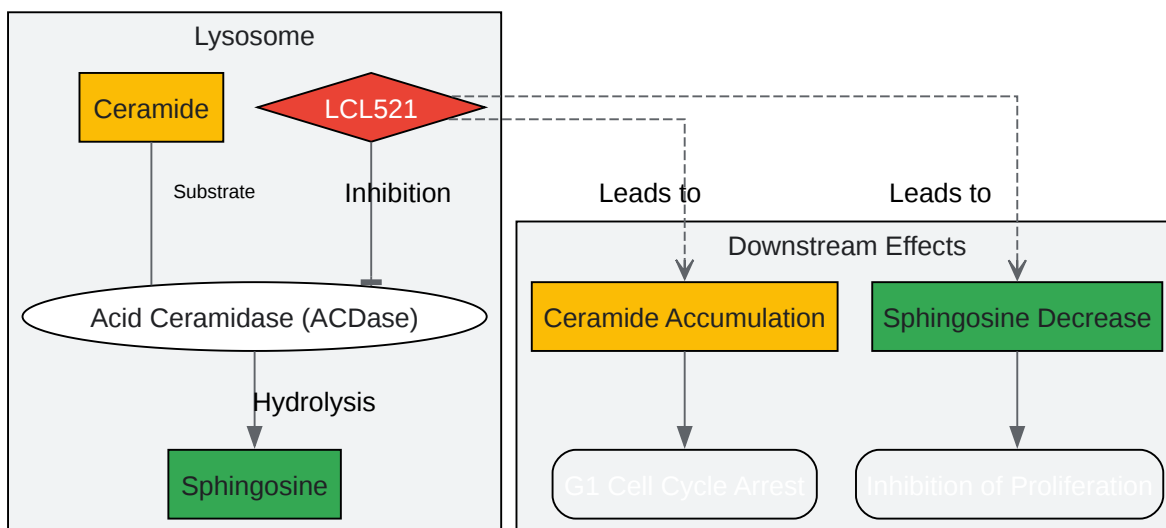 Lysosome
Ceramide
LCL521
Substrate
Inhibition
Leads to
Leads to
Downstream Effects
Acid Ceramidase (ACDase)
Ceramide Accumulation
Sphingosine Decrease
Hydrolysis
Sphingosine
G1 Cell Cycle Arrest
Inhibition of Proliferation